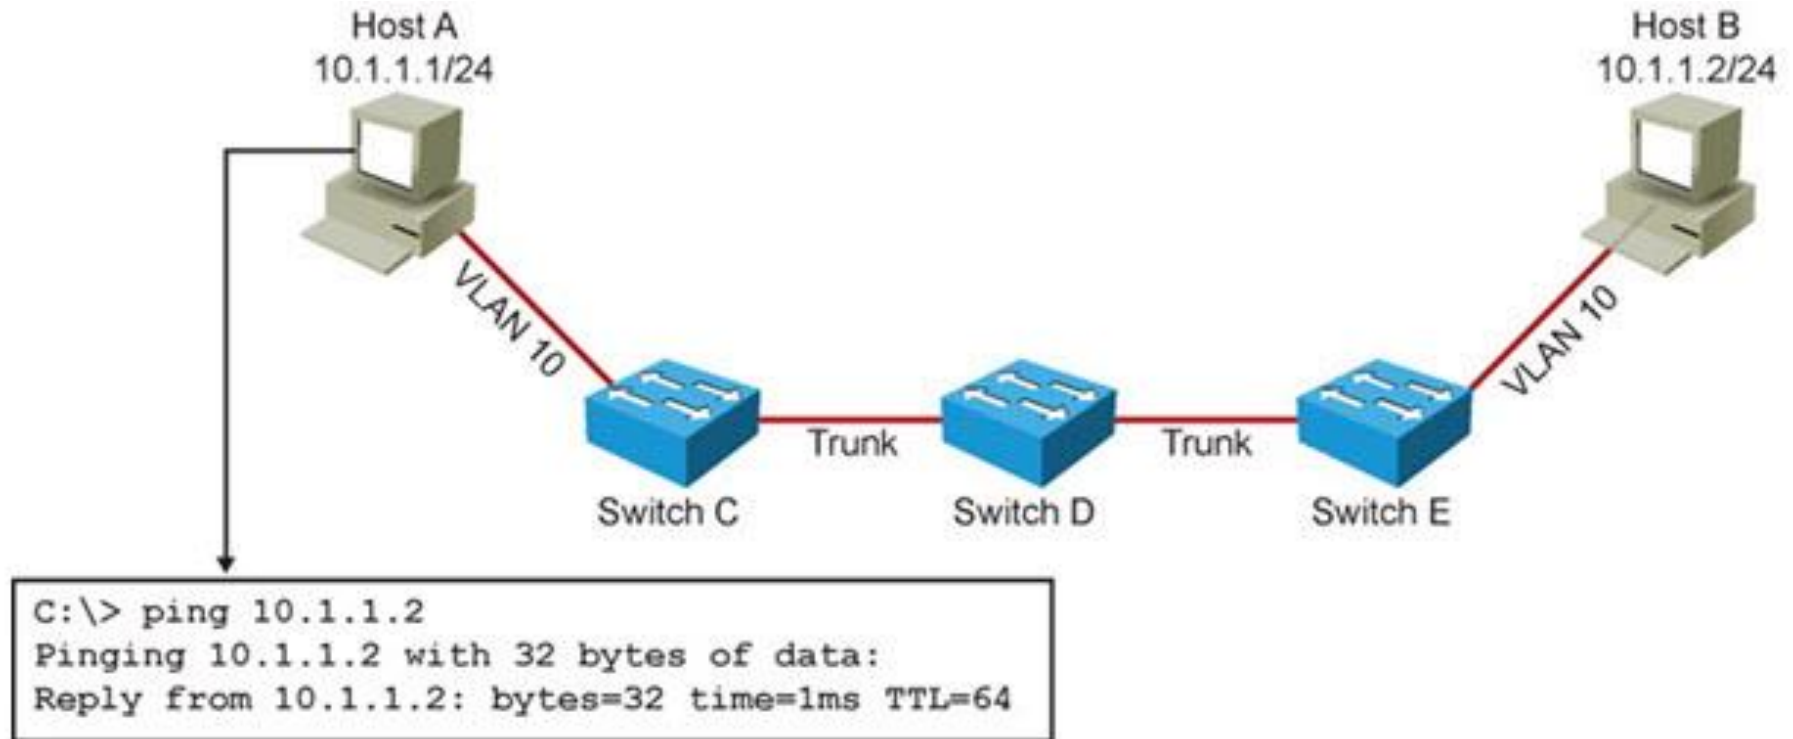 Host A
10.1.1.1/24
Host B
10.1.1.2/24
VLAN 10
VLAN 10
Trunk
Trunk
Switch C
Switch D
Switch E
C:\> ping 10.1.1.2
Pinging 10.1.1.2 with 32 bytes of data:
Reply from 10.1.1.2: bytes=32 time=1ms TTL=64